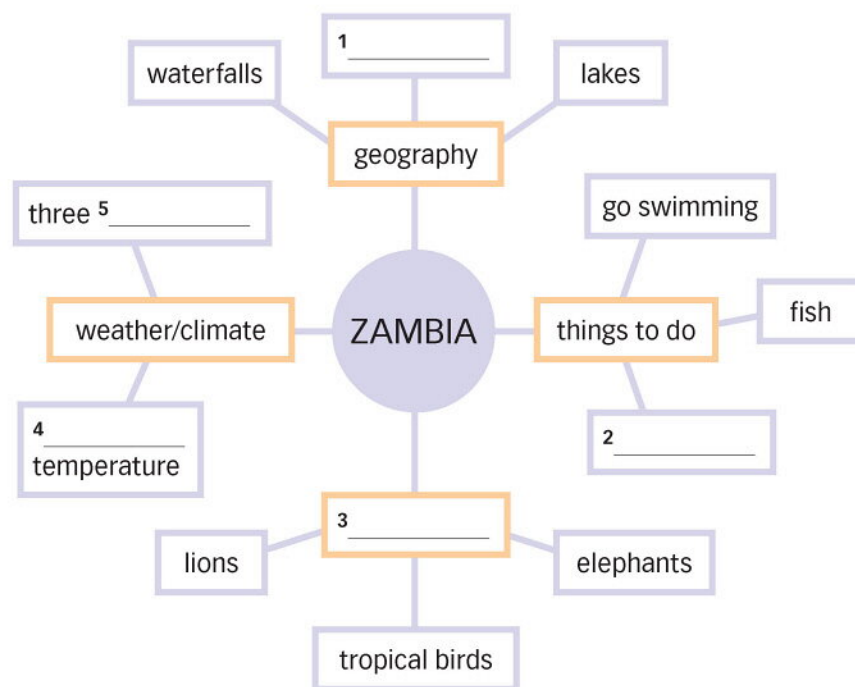 1
waterfalls
lakes
geography
three 5
go swimming
weather/climate
ZAMBIA
things to do
fish
4
temperature
2
3
lions
elephants
tropical birds